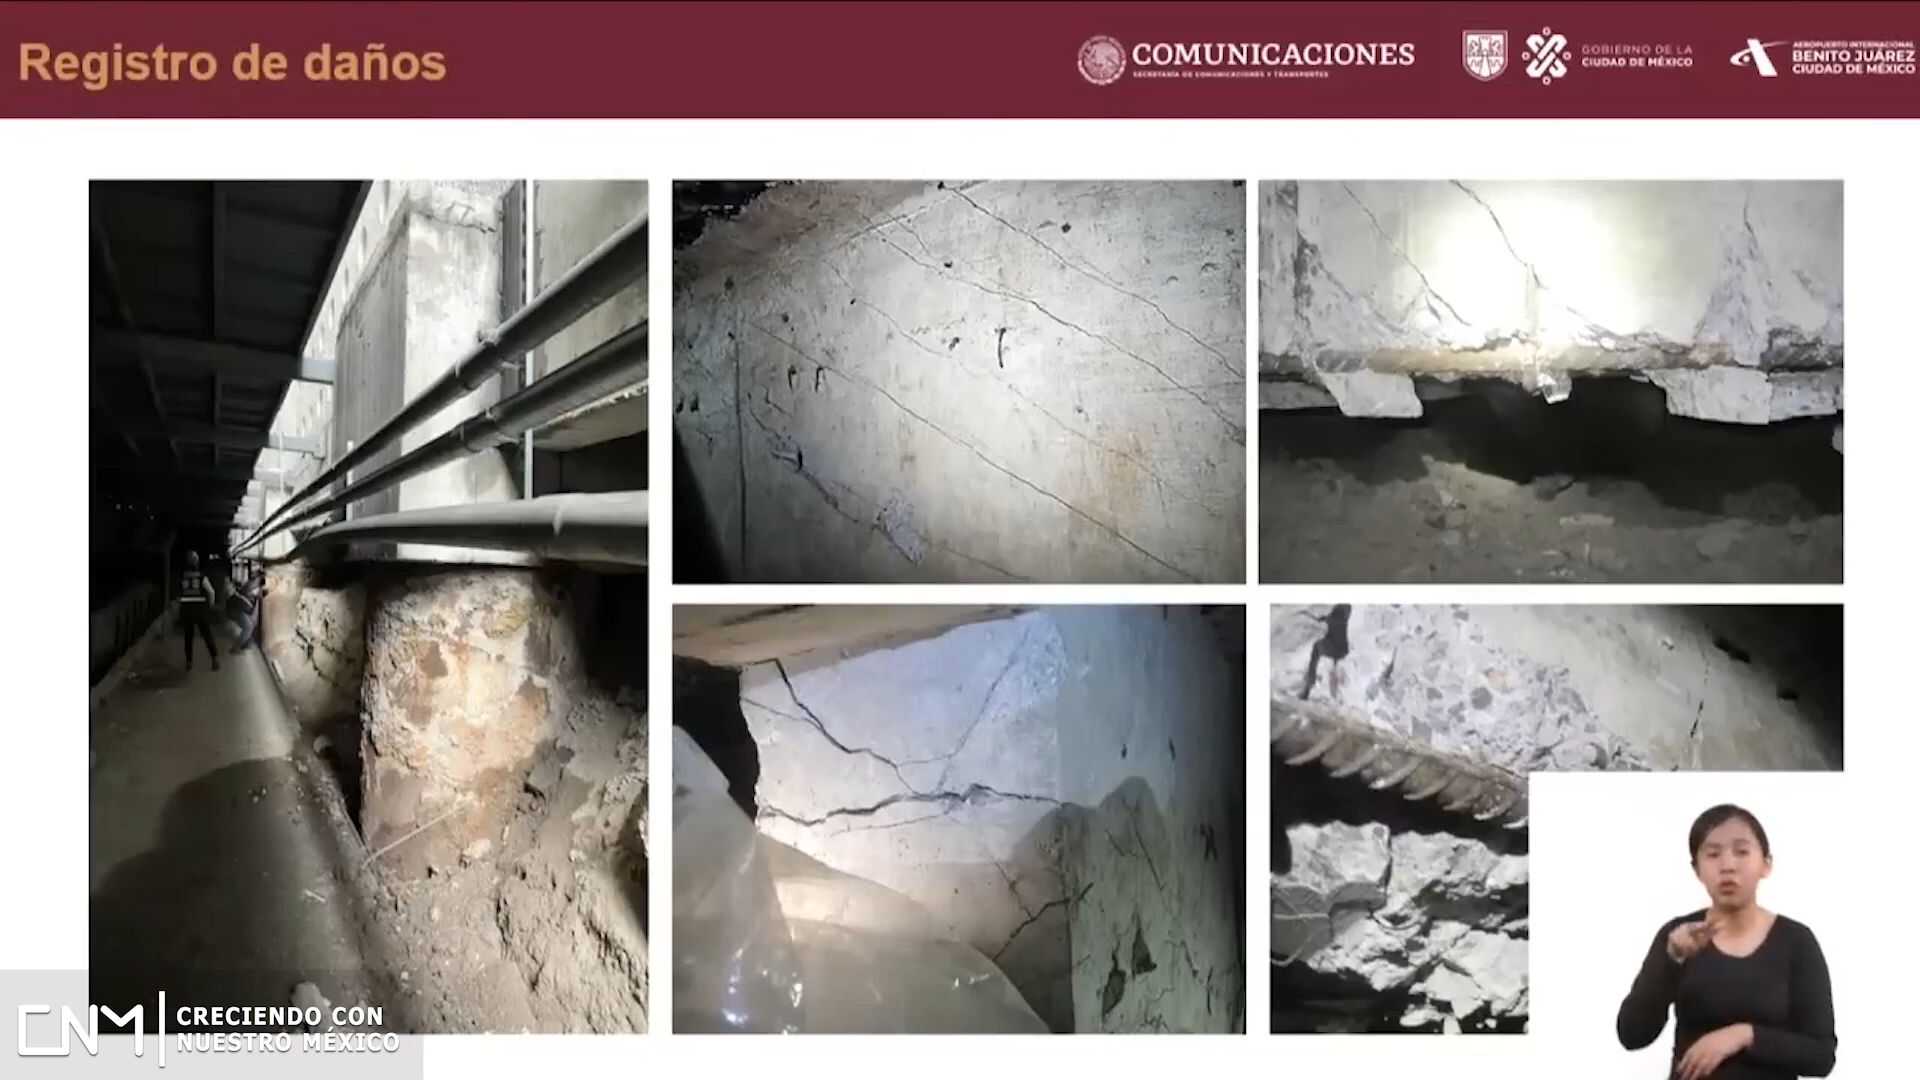 Registro de daños
COMUNICACIONES
SECRETARÍA DE COMUNICACIONES Y TRANSPORTES
GOBIERNO DE LA
CIUDAD DE MÉXICO
AEROPUERTO INTERNACIONAL
BENITO JUÁREZ
CIUDAD DE MÉXICO
CNM
CRECIENDO CON
NUESTRO MÉXICO